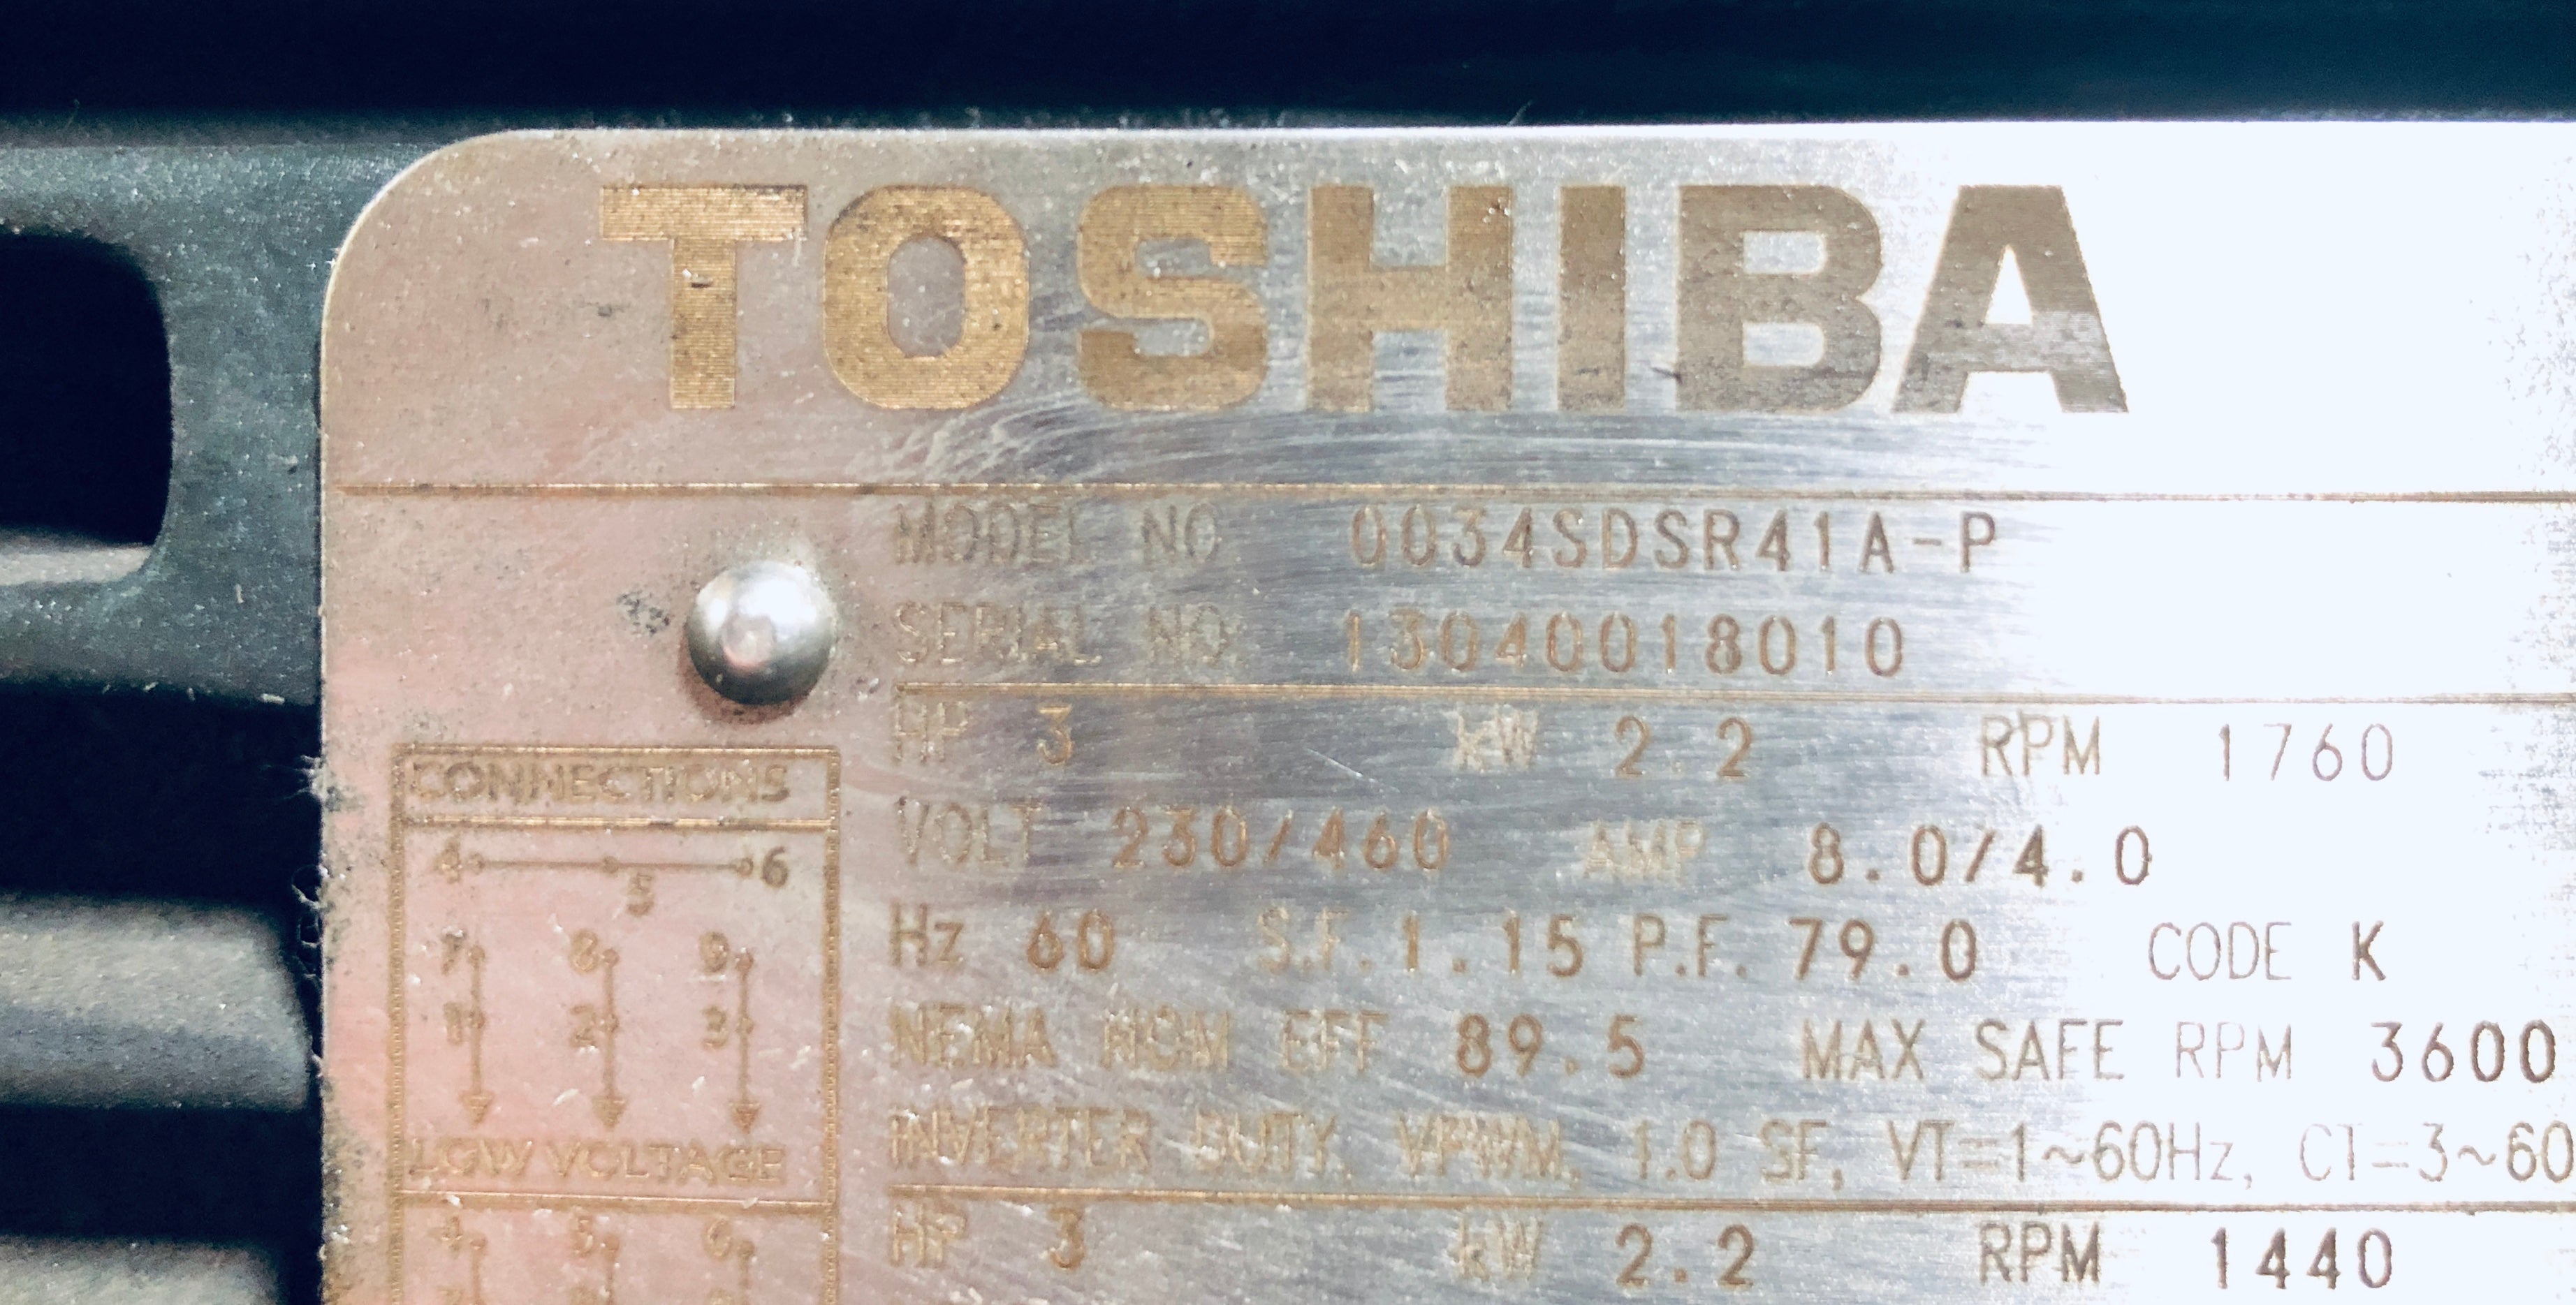 TOSHIBA
MODEL NO. 0034SDSR41A-P
SERIAL NO. 13040018010
HP 3 kW 2.2 RPM 1760
VOLT 230/460 AMP 8.0/4.0
Hz 60 S.F. 1.15 P.F. 79.0 CODE K
NEMA NOM EFF 89.5 MAX SAFE RPM 3600
INVERTER DUTY, VPWM, 1.0 SF, VT=1~60Hz, CT=3~60
HP 3 kW 2.2 RPM 1440
CONNECTIONS
4 6
5
7 8 9
1 2 3
LOW VOLTAGE
4 5 6